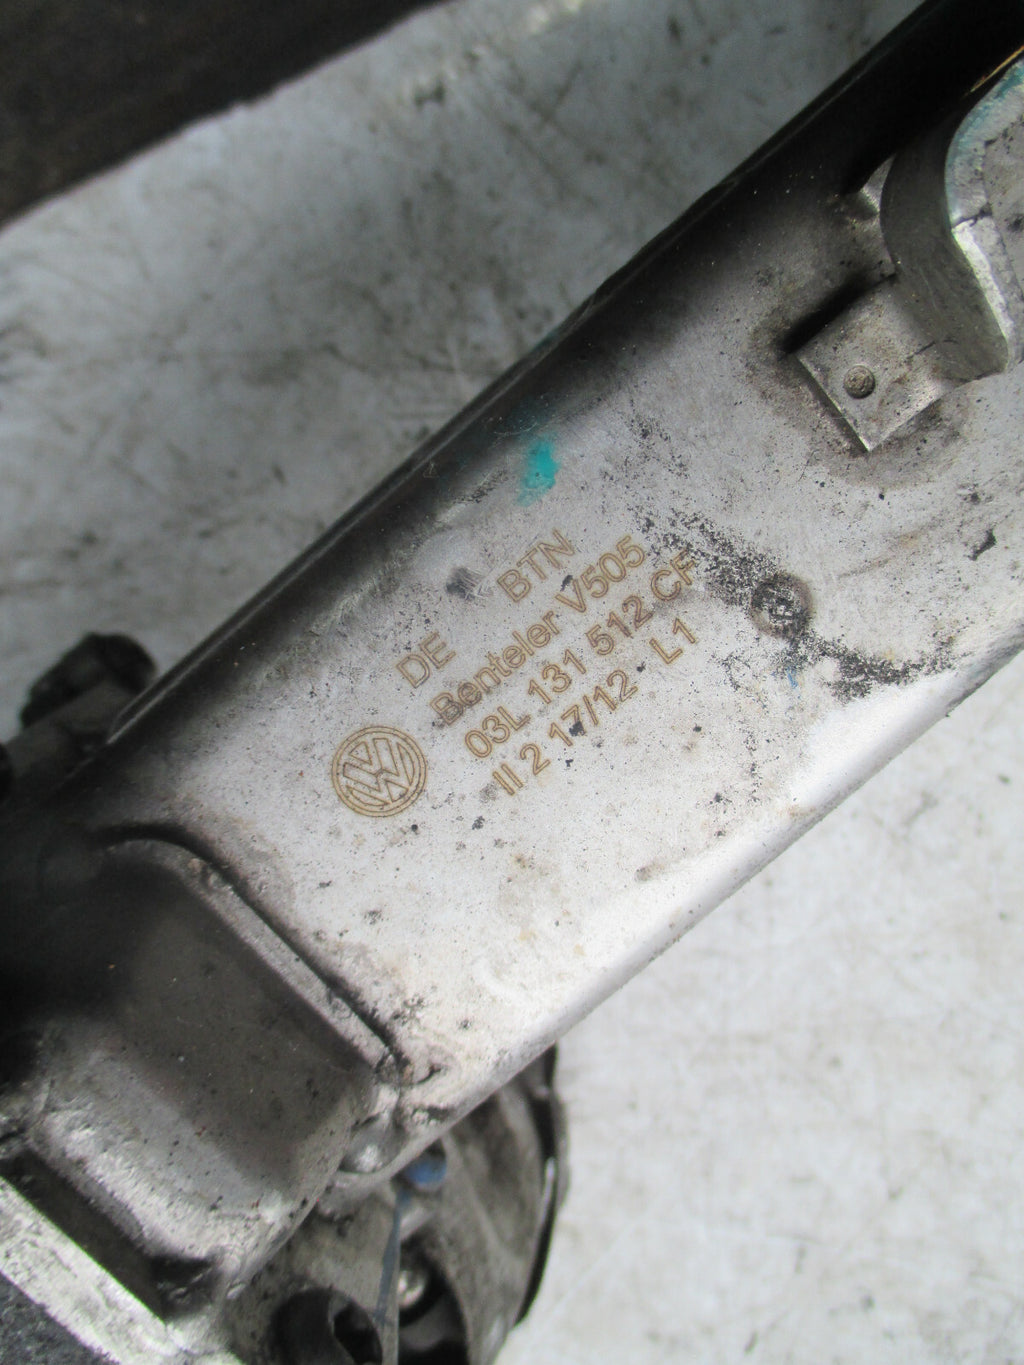 DE BTN
Benteler V505
03L 131 512 CF
II 2 17/12 L1